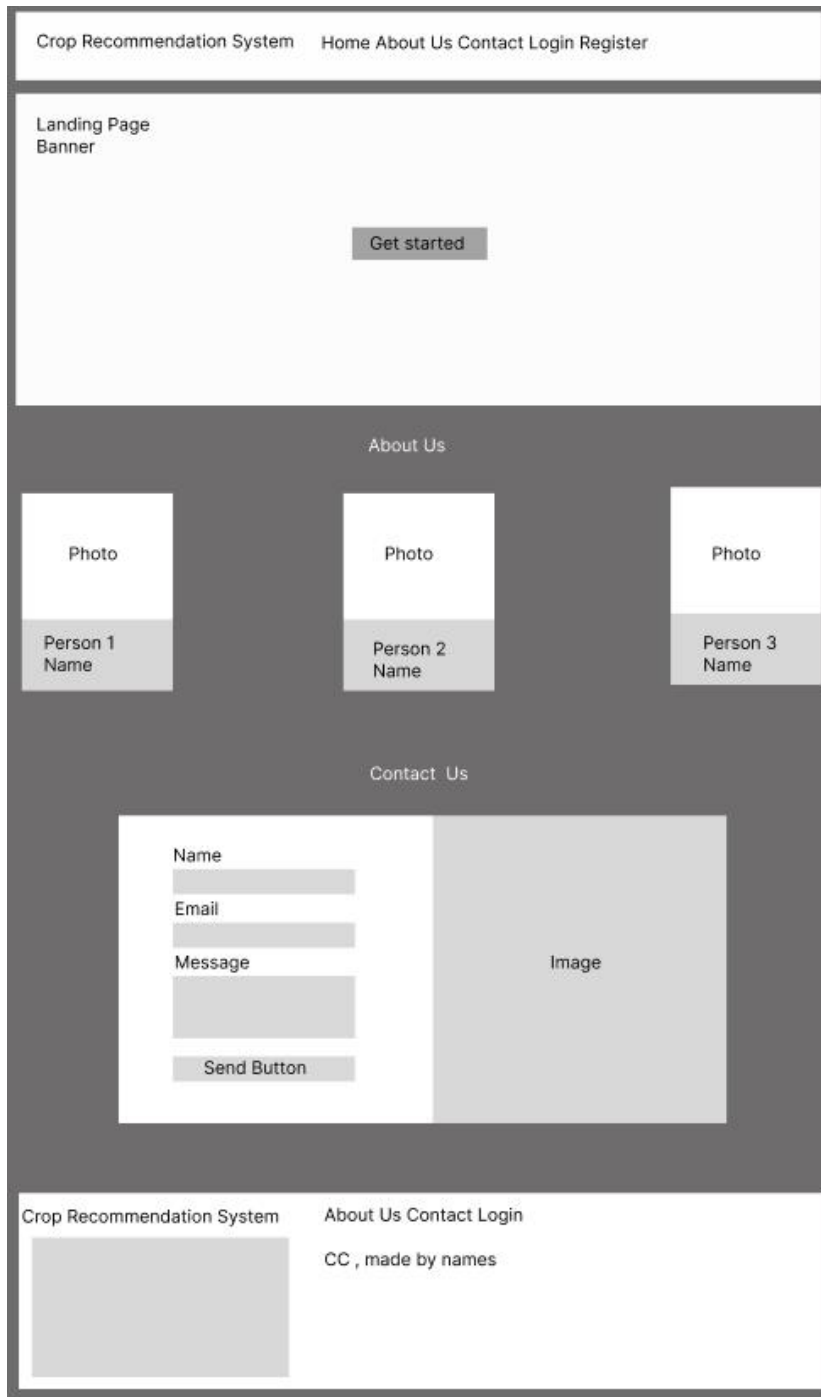 Crop Recommendation System
Home About Us Contact Login Register
Landing Page
Banner
Get started
About Us
Photo
Person 1
Name
Photo
Person 2
Name
Photo
Person 3
Name
Contact  Us
Name
Email
Message
Send Button
Image
Crop Recommendation System
About Us Contact Login
CC , made by names